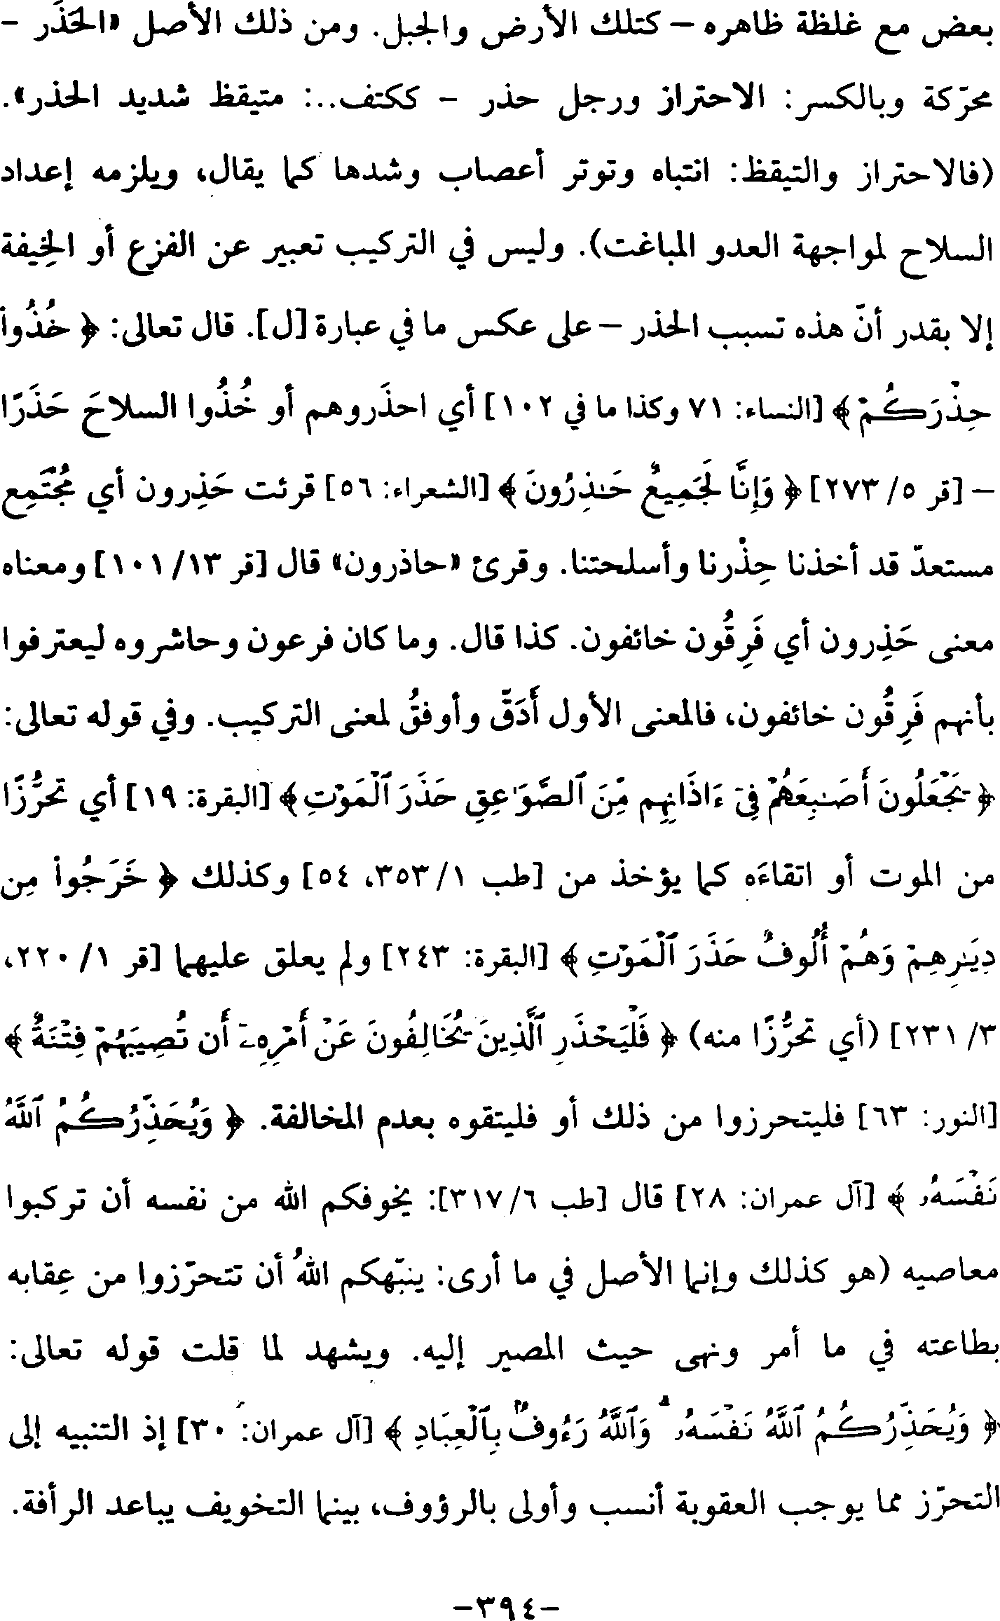 بعض مع غلظة ظاهره – كتلك الأرض والجبل. ومن ذلك الأصل «الحَذَر –
محرّكة وبالكسر: الاحتراز ورجل حذر – ككتف..: متيقظ شديد الحذر».
(فالاحتراز والتيقظ: انتباه وتوتر أعصاب وشدها كما يقال، ويلزمه إعداد
السلاح لمواجهة العدو المباغت). وليس في التركيب تعبير عن الفزع أو الخِيفة
إلا بقدر أنّ هذه تسبب الحذر – على عكس ما في عبارة [ل]. قال تعالى: ﴿ خُذُواْ
حِذْرَكُمْ ﴾ [النساء: ٧١ وكذا ما في ١٠٢] أي احذَروهم أو خُذُوا السلاحَ حَذَرًا
– [قر ٥/ ٢٧٣] ﴿ وَإِنَّا لَجَمِيعٌ حَـٰذِرُونَ ﴾ [الشعراء: ٥٦] قرئت حَذِرون أي مُجْتَمِع
مستعدّ قد أخذنا حِذْرنا وأسلحتنا. وقرئ «حاذرون» قال [قر ١٣/ ١٠١] ومعناه
معنى حَذِرون أي فَرِقُون خائفون. كذا قال. وما كان فرعون وحاشروه ليعترفوا
بأنهم فَرِقُون خائفون، فالمعنى الأول أَدَقّ وأوفقُ لمعنى التركيب. وفي قوله تعالى:
﴿ يَجْعَلُونَ أَصَـٰبِعَهُمْ فِىٓ ءَاذَانِهِم مِّنَ ٱلصَّوَٰعِقِ حَذَرَ ٱلْمَوْتِ ﴾ [البقرة: ١٩] أي تحرُّزًا
من الموت أو اتقاءَه كما يؤخذ من [طب ١/ ٣٥٣، ٥٤] وكذلك ﴿ خَرَجُواْ مِن
دِيَـٰرِهِمْ وَهُمْ أُلُوفٌ حَذَرَ ٱلْمَوْتِ ﴾ [البقرة: ٢٤٣] ولم يعلق عليهما [قر ١/ ٢٢٠،
٣/ ٢٣١] (أي تحرُّزًا منه) ﴿ فَلْيَحْذَرِ ٱلَّذِينَ يُخَالِفُونَ عَنْ أَمْرِهِۦٓ أَن تُصِيبَهُمْ فِتْنَةٌ ﴾
[النور: ٦٣] فليتحرزوا من ذلك أو فليتقوه بعدم المخالفة. ﴿ وَيُحَذِّرُكُمُ ٱللَّهُ
نَفْسَهُۥ ﴾ [آل عمران: ٢٨] قال [طب ٦/ ٣١٧]: يخوفكم الله من نفسه أن تركبوا
معاصيه (هو كذلك وإنما الأصل في ما أرى: ينبّهكم اللهُ أن تتحرّزوا من عِقابه
بطاعته في ما أمر ونهى حيث المصير إليه. ويشهد لما قلت قوله تعالى:
﴿ وَيُحَذِّرُكُمُ ٱللَّهُ نَفْسَهُۥ ۗ وَٱللَّهُ رَءُوفٌۢ بِٱلْعِبَادِ ﴾ [آل عمران: ٣٠] إذ التنبيه إلى
التحرّز مما يوجب العقوبة أنسب وأولى بالرؤوف، بينما التخويف يباعد الرأفة.
–٣٩٤–